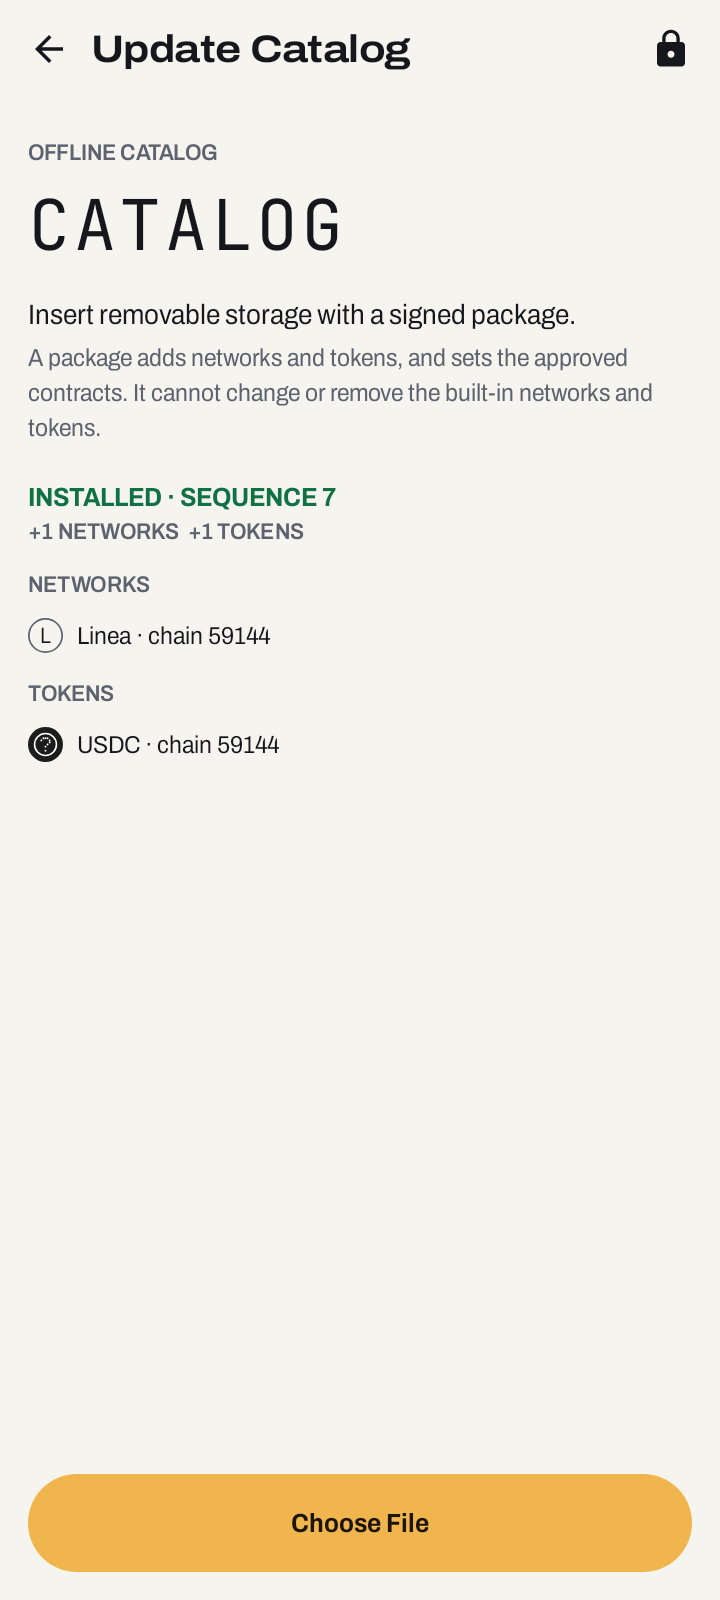 Update Catalog
OFFLINE CATALOG
CATALOG
Insert removable storage with a signed package.
A package adds networks and tokens, and sets the approved
contracts. It cannot change or remove the built-in networks and
tokens.
INSTALLED · SEQUENCE 7
+1 NETWORKS +1 TOKENS
NETWORKS
L Linea · chain 59144
TOKENS
? USDC · chain 59144
Choose File